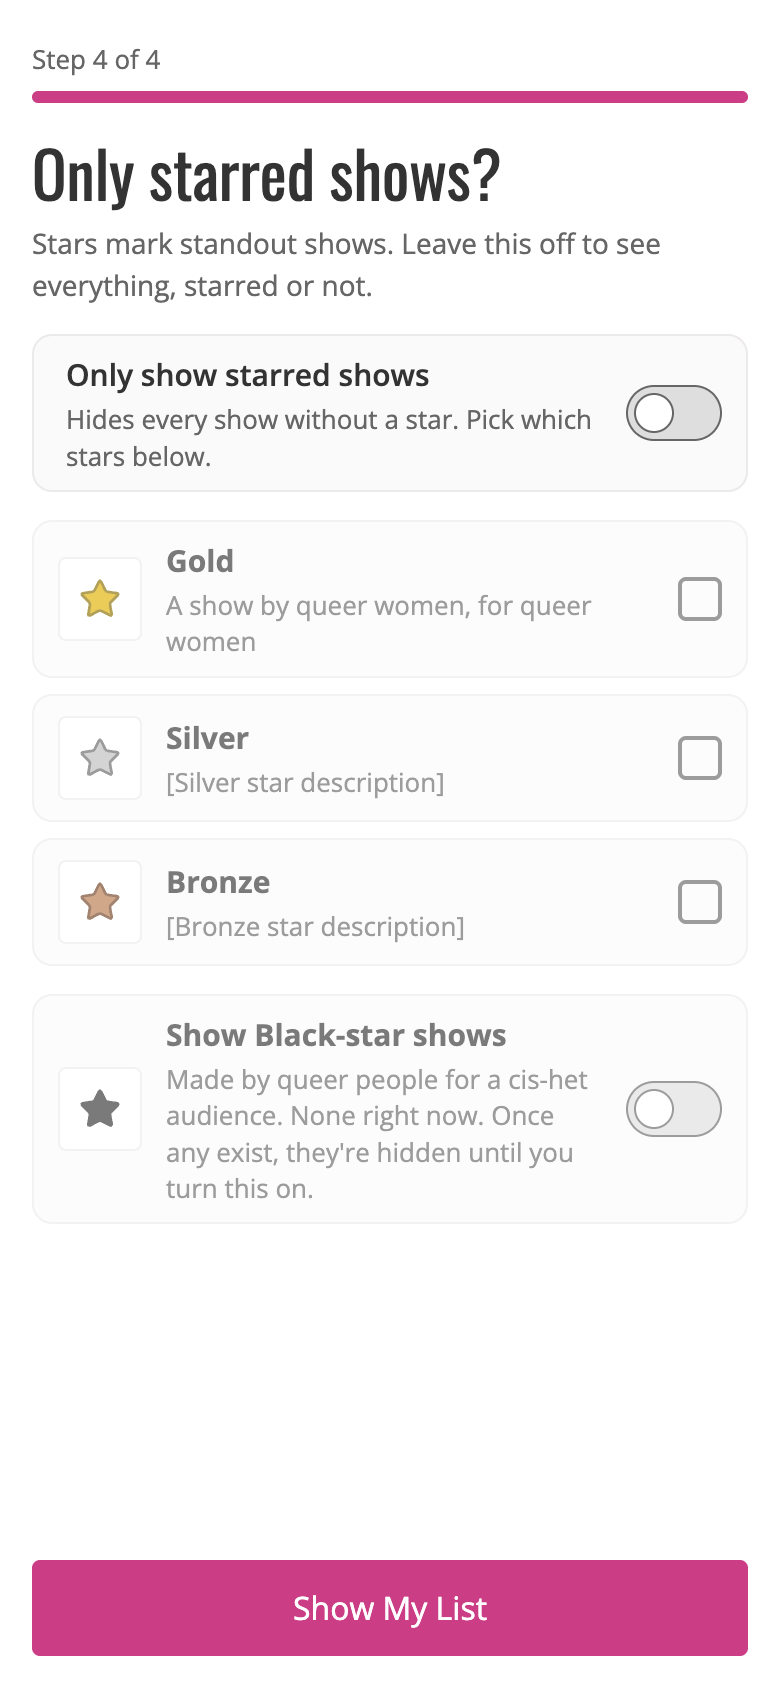 Step 4 of 4
Only starred shows?
Stars mark standout shows. Leave this off to see
everything, starred or not.
Only show starred shows
Hides every show without a star. Pick which
stars below.
Gold
A show by queer women, for queer
women
Silver
[Silver star description]
Bronze
[Bronze star description]
Show Black-star shows
Made by queer people for a cis-het
audience. None right now. Once
any exist, they're hidden until you
turn this on.
Show My List